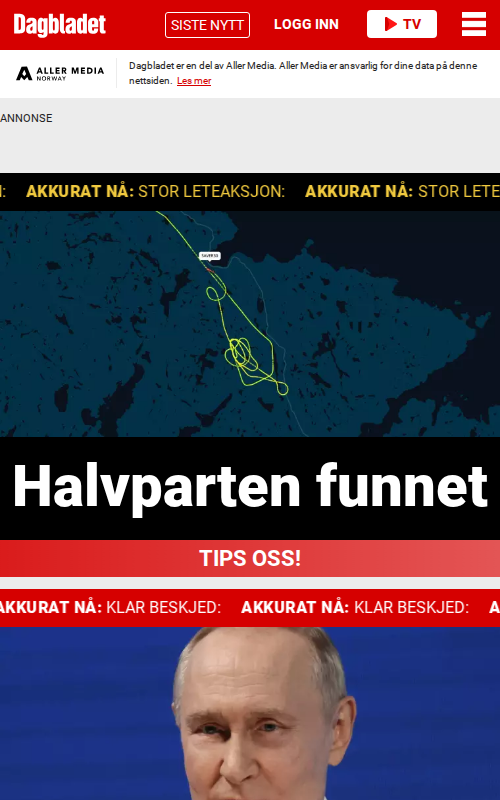 Dagbladet
SISTE NYTT
LOGG INN
TV
ALLER MEDIA
NORWAY
Dagbladet er en del av Aller Media. Aller Media er ansvarlig for dine data på denne
nettsiden. Les mer
ANNONSE
: AKKURAT NÅ: STOR LETEAKSJON: AKKURAT NÅ: STOR LETE
Halvparten funnet
TIPS OSS!
AKKURAT NÅ: KLAR BESKJED: AKKURAT NÅ: KLAR BESKJED: A